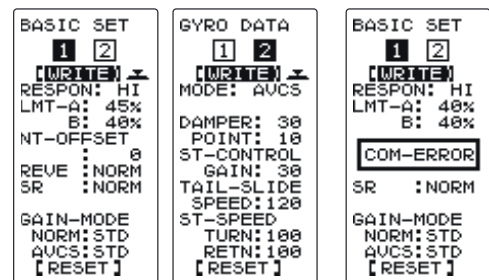 BASIC SET
1 2
[WRITE]
RESPON: HI
LMT-A: 45%
B: 40%
NT-OFFSET
: 0
REVE :NORM
SR :NORM
GAIN-MODE
NORM:STD
AVCS:STD
[RESET]
GYRO DATA
1 2
[WRITE]
MODE: AVCS
DAMPER: 30
POINT: 10
ST-CONTROL
GAIN: 30
TAIL-SLIDE
SPEED:120
ST-SPEED
TURN:100
RETN:100
[RESET]
BASIC SET
1 2
[WRITE]
RESPON: HI
LMT-A: 40%
B: 40%
COM-ERROR
SR :NORM
GAIN-MODE
NORM:STD
AVCS:STD
[RESET]